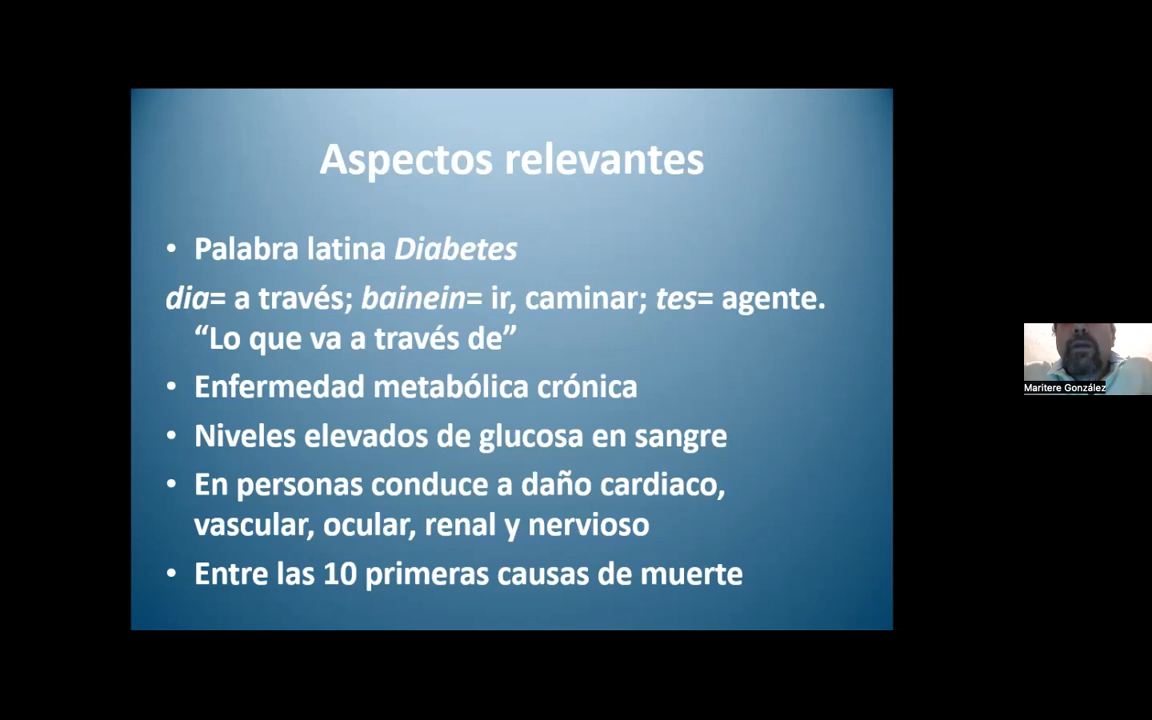 Aspectos relevantes
• Palabra latina Diabetes
dia= a través; bainein= ir, caminar; tes= agente.
“Lo que va a través de”
• Enfermedad metabólica crónica
• Niveles elevados de glucosa en sangre
• En personas conduce a daño cardiaco,
vascular, ocular, renal y nervioso
• Entre las 10 primeras causas de muerte
Maritere González